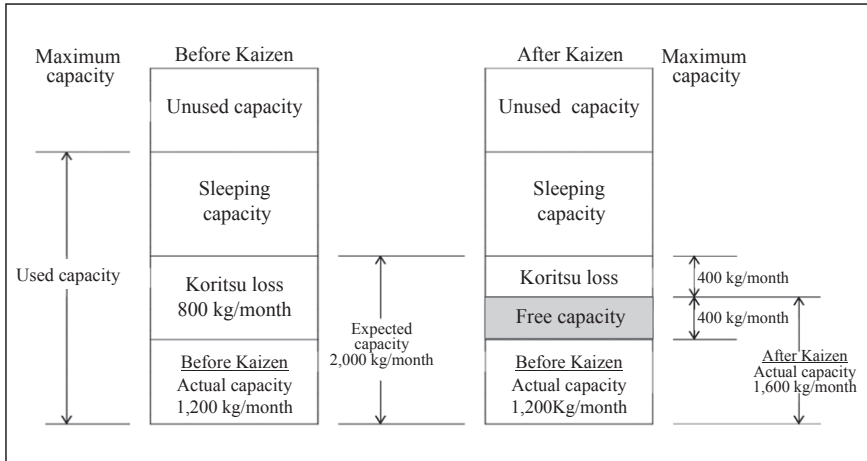 Maximum
capacity
Before Kaizen
Unused capacity
Sleeping
capacity
Used capacity
Koritsu loss
800 kg/month
Before Kaizen
Actual capacity
1,200 kg/month
Expected
capacity
2,000 kg/month
After Kaizen
Unused capacity
Sleeping
capacity
Koritsu loss
Free capacity
Before Kaizen
Actual capacity
1,200Kg/month
Maximum
capacity
400 kg/month
400 kg/month
After Kaizen
Actual capacity
1,600 kg/month